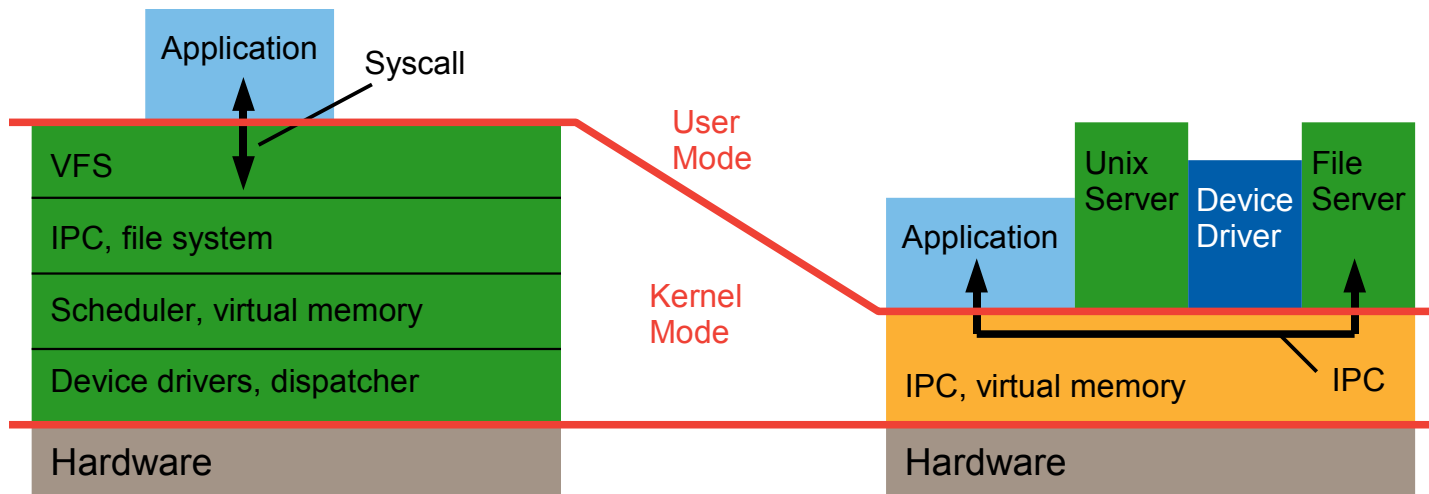 Application
Syscall
VFS
IPC, file system
Scheduler, virtual memory
Device drivers, dispatcher
Hardware
User
Mode
Kernel
Mode
Application
Unix
Server
Device
Driver
File
Server
IPC, virtual memory
IPC
Hardware